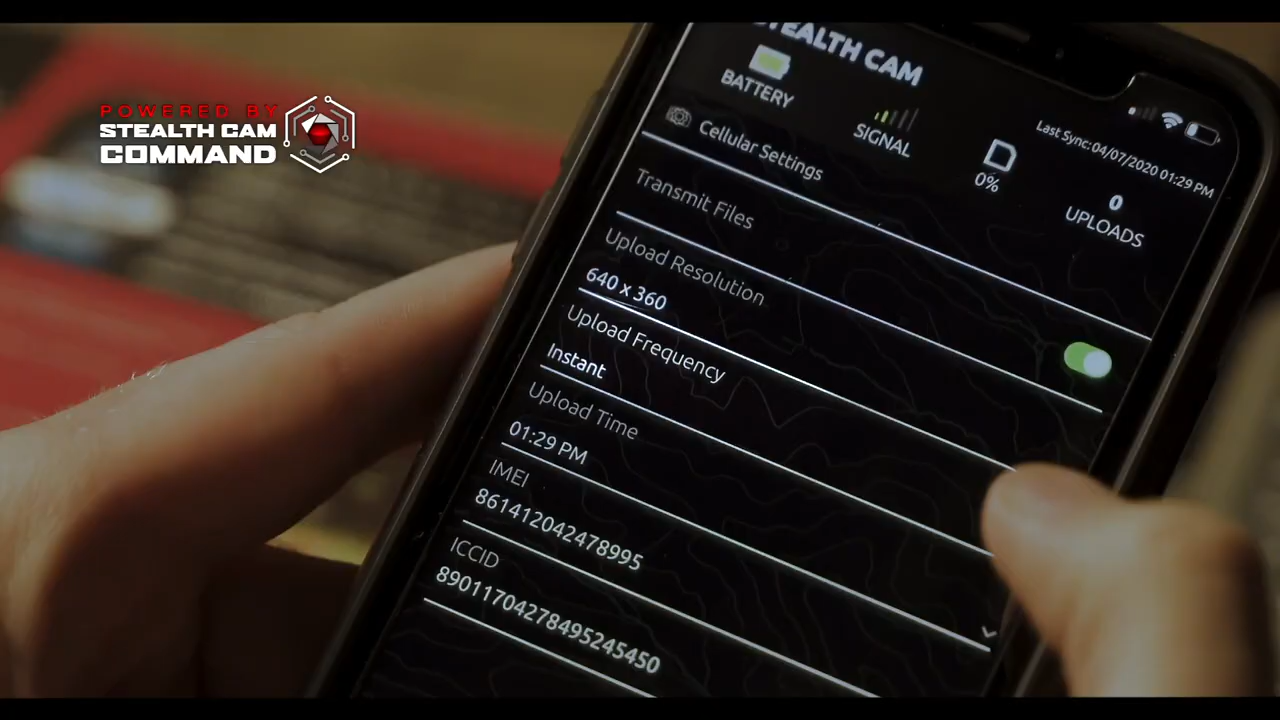 POWERED BY
STEALTH CAM
COMMAND
STEALTH CAM
BATTERY
SIGNAL
0%
0
UPLOADS
Last Sync: 04/07/2020 01:29 PM
Cellular Settings
Transmit Files
Upload Resolution
640 x 360
Upload Frequency
Instant
Upload Time
01:29 PM
IMEI
861412042478995
ICCID
89011704278495245450